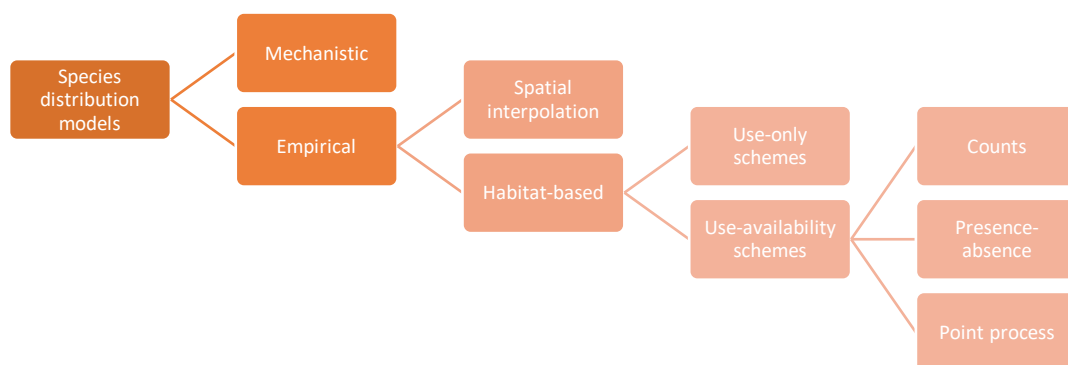 Species
distribution
models
Mechanistic
Empirical
Spatial
interpolation
Habitat-based
Use-only
schemes
Use-availability
schemes
Counts
Presence-
absence
Point process